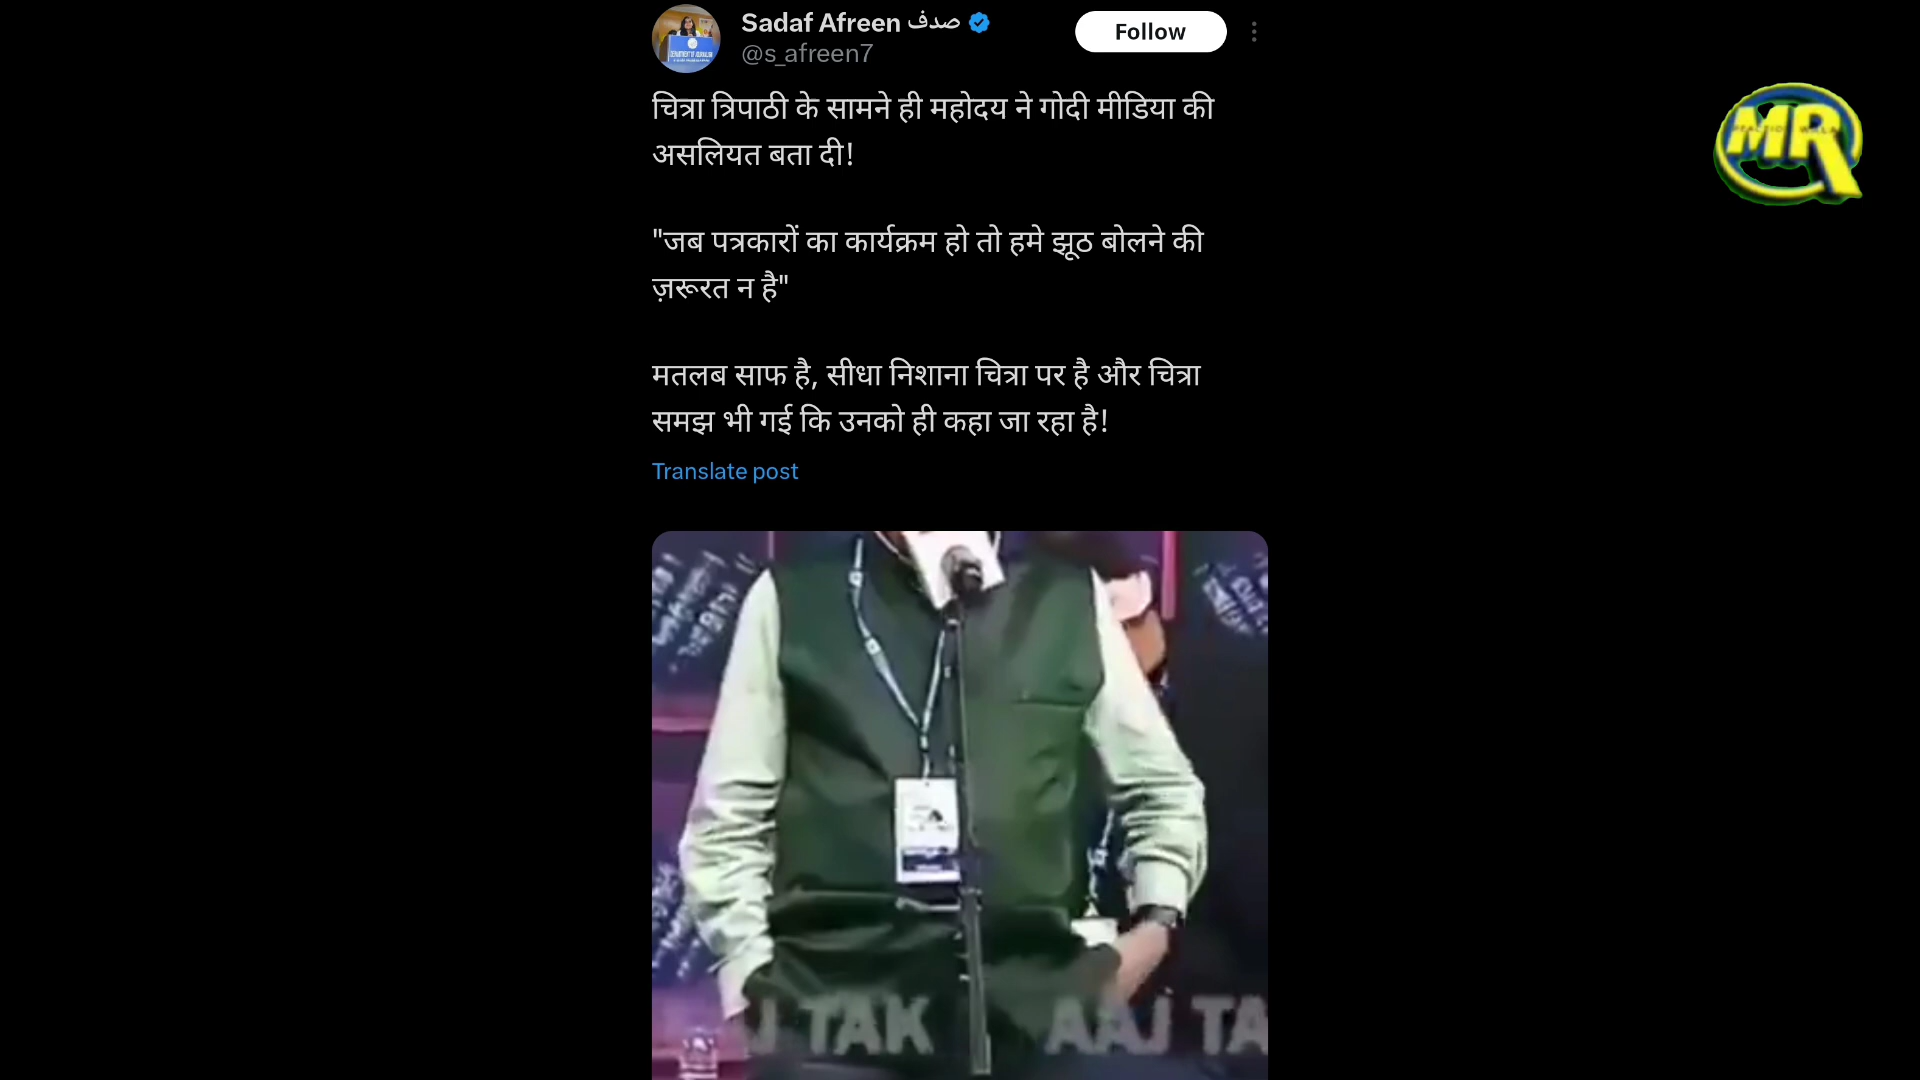 Sadaf Afreen صدف
@s_afreen7
Follow
चित्रा त्रिपाठी के सामने ही महोदय ने गोदी मीडिया की
असलियत बता दी!
"जब पत्रकारों का कार्यक्रम हो तो हमे झूठ बोलने की
ज़रूरत न है"
मतलब साफ है, सीधा निशाना चित्रा पर है और चित्रा
समझ भी गई कि उनको ही कहा जा रहा है!
Translate post
MR
AJ TAK AAJ TA